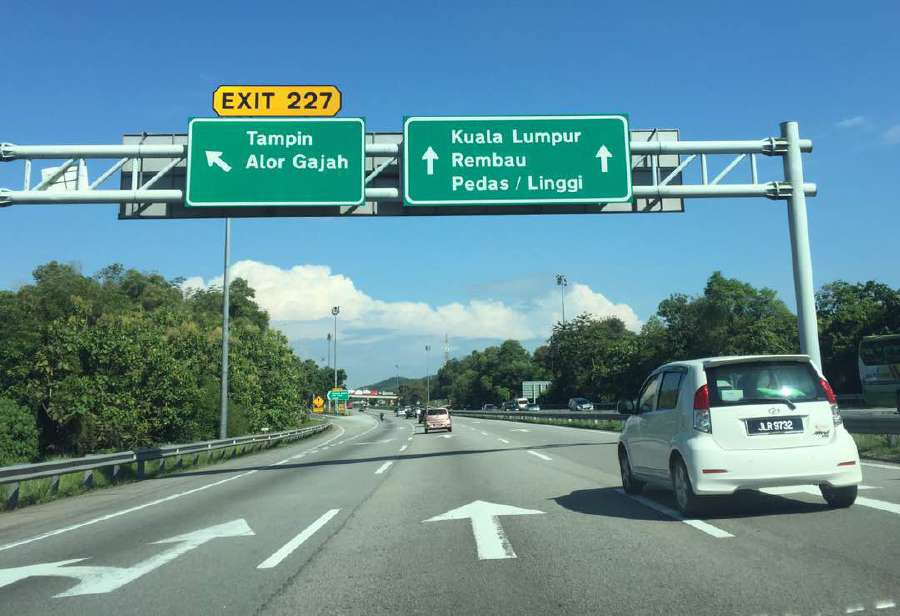 EXIT 227
Tampin
Alor Gajah
Kuala Lumpur
Rembau
Pedas / Linggi
JLR 9732